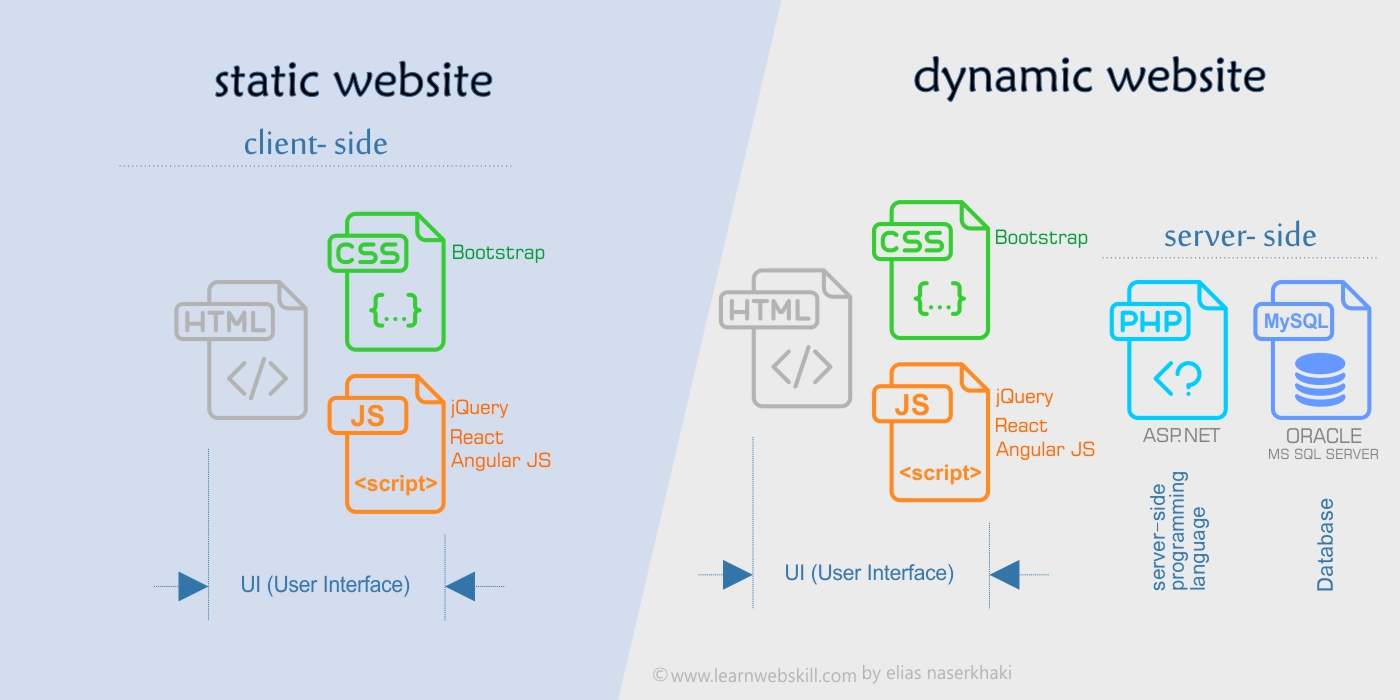 static website
client- side
CSS
Bootstrap
{...}
HTML
</>
JS
jQuery
React
Angular JS
<script>
UI (User Interface)
dynamic website
CSS
Bootstrap
{...}
HTML
</>
JS
jQuery
React
Angular JS
<script>
UI (User Interface)
server- side
PHP
<?
ASP.NET
server-side
programming
language
MySQL
ORACLE
MS SQL SERVER
Database
© www.learnwebskill.com by elias naserkhaki